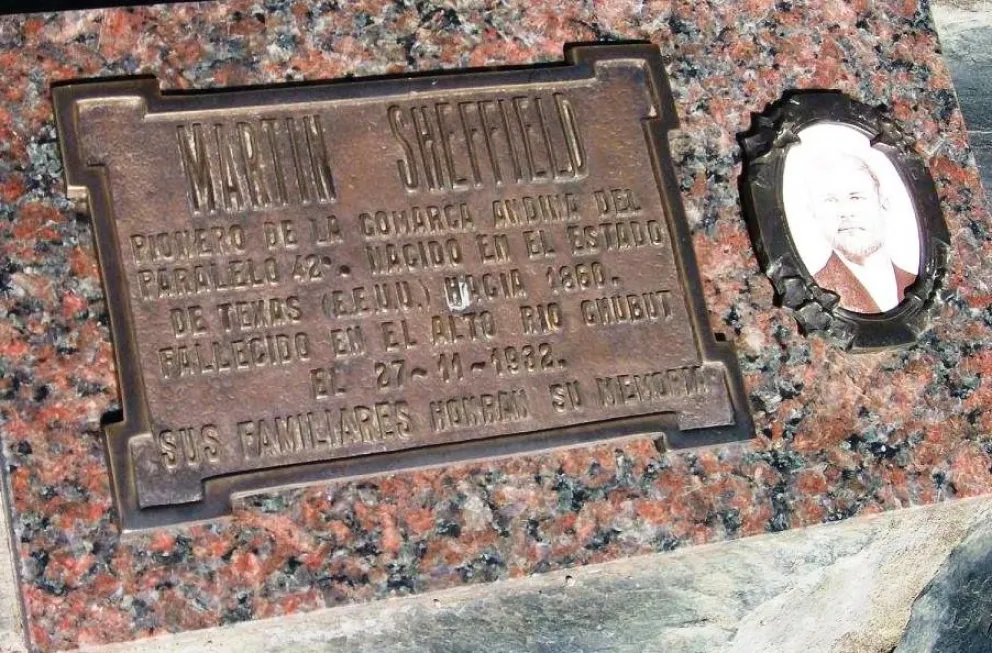 MARTIN SHEFFIELD
PIONERO DE LA COMARCA ANDINA DEL
PARALELO 42°. NACIDO EN EL ESTADO
DE TEXAS (E.E.U.U.) HACIA 1860.
FALLECIDO EN EL ALTO RIO CHUBUT
EL 27-11-1932.
SUS FAMILIARES HONRAN SU MEMORIA